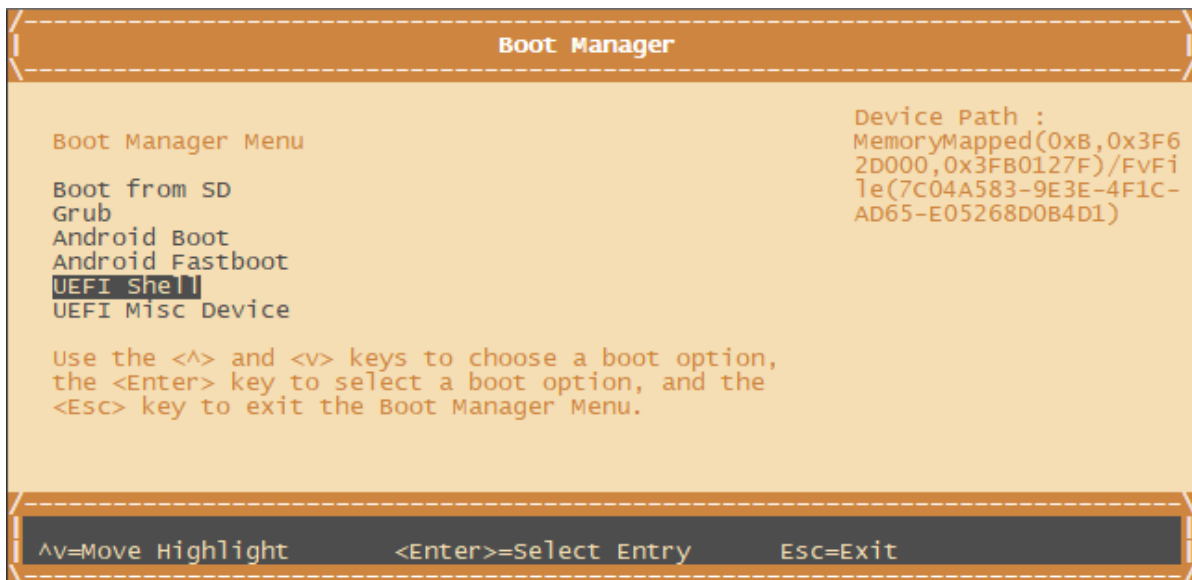 Boot Manager
Boot Manager Menu
Boot from SD
Grub
Android Boot
Android Fastboot
UEFI Shell
UEFI Misc Device
Use the <^> and <v> keys to choose a boot option,
the <Enter> key to select a boot option, and the
<Esc> key to exit the Boot Manager Menu.
Device Path :
MemoryMapped(0xB,0x3F6
2D000,0x3FB0127F)/FvFi
le(7C04A583-9E3E-4F1C-
AD65-E05268D0B4D1)
^v=Move Highlight <Enter>=Select Entry Esc=Exit